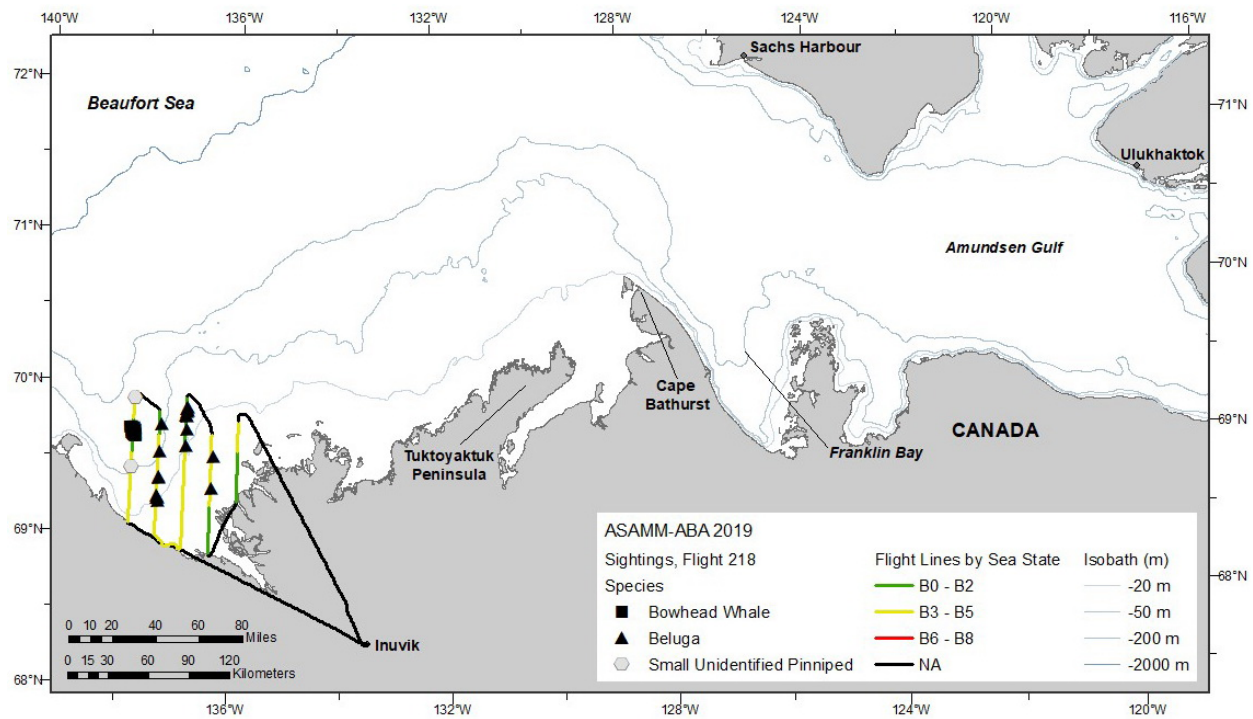 140°W 136°W 132°W 128°W 124°W 120°W 116°W
72°N
71°N
70°N
69°N
68°N
71°N
70°N
69°N
68°N
Beaufort Sea
Sachs Harbour
Ulukhaktok
Amundsen Gulf
Cape
Bathurst
Franklin Bay
CANADA
Tuktoyaktuk
Peninsula
Inuvik
0 10 20 40 60 80
Miles
0 15 30 60 90 120
Kilometers
ASAMM-ABA 2019
Sightings, Flight 218
Species
Bowhead Whale
Beluga
Small Unidentified Pinniped
Flight Lines by Sea State
B0 - B2
B3 - B5
B6 - B8
NA
Isobath (m)
-20 m
-50 m
-200 m
-2000 m
136°W 132°W 128°W 124°W 120°W